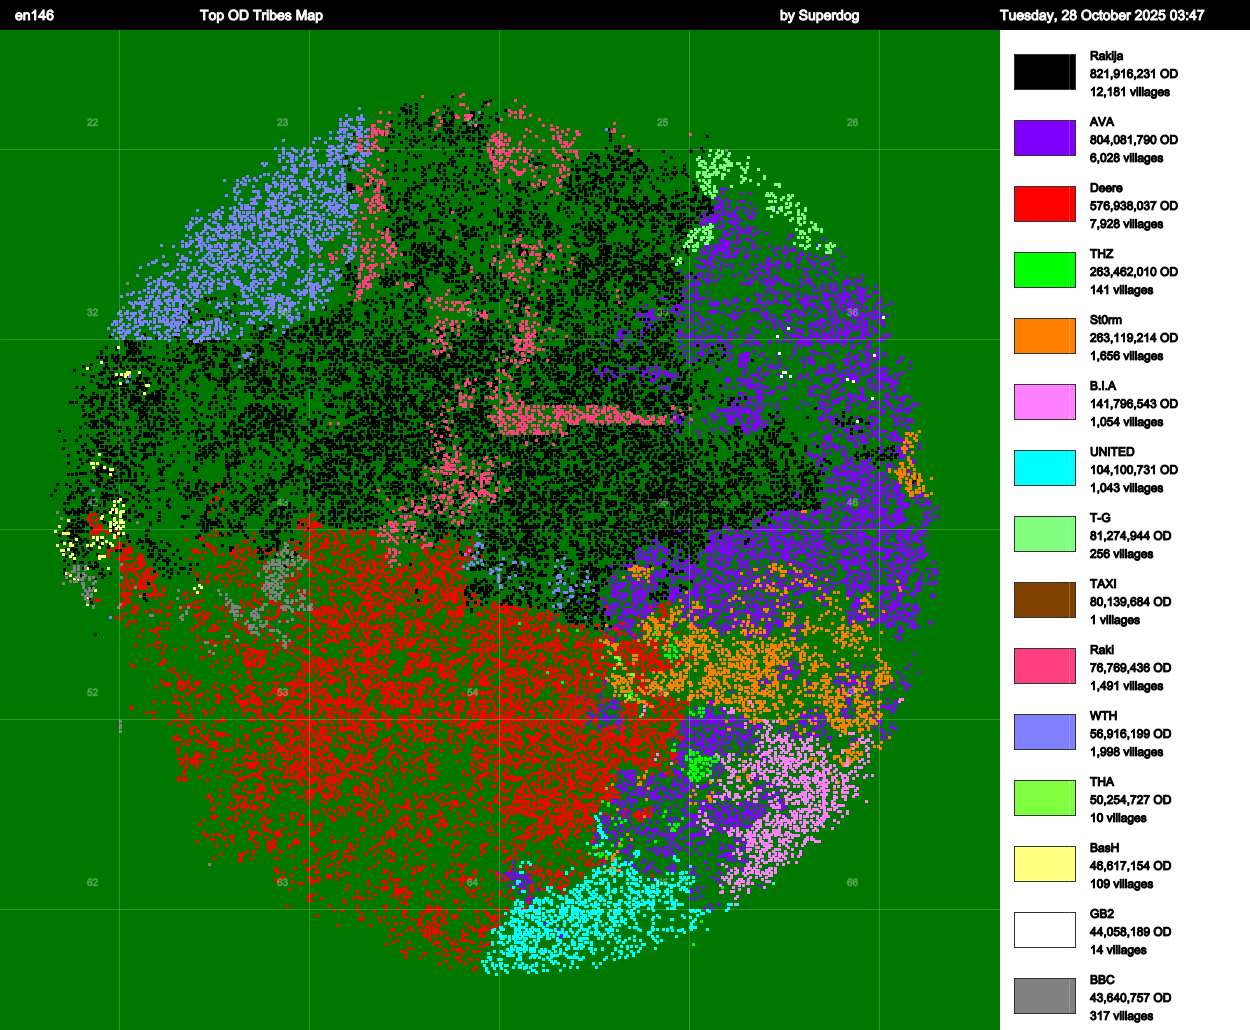 en146 Top OD Tribes Map by Superdog Tuesday, 28 October 2025 03:47
Rakija
821,916,231 OD
12,181 villages
AVA
804,081,790 OD
6,028 villages
Deere
576,938,037 OD
7,928 villages
THZ
263,462,010 OD
141 villages
St0rm
263,119,214 OD
1,656 villages
B.I.A
141,796,543 OD
1,054 villages
UNITED
104,100,731 OD
1,043 villages
T-G
81,274,944 OD
256 villages
TAXI
80,139,684 OD
1 villages
Raki
76,769,436 OD
1,491 villages
WTH
56,916,199 OD
1,998 villages
THA
50,254,727 OD
10 villages
BasH
46,617,154 OD
109 villages
GB2
44,058,189 OD
14 villages
BBC
43,640,757 OD
317 villages
22 23 25 26
32 35 36
43 45 46
52 53 54
62 63 64 66